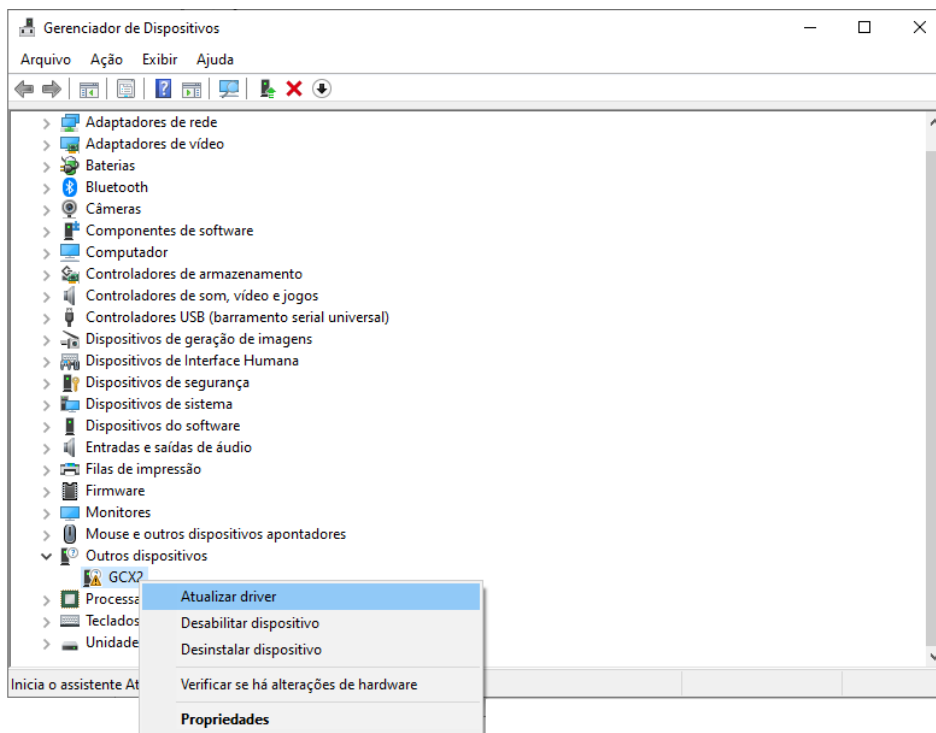 Gerenciador de Dispositivos
Arquivo Ação Exibir Ajuda
Adaptadores de rede
Adaptadores de vídeo
Baterias
Bluetooth
Câmeras
Componentes de software
Computador
Controladores de armazenamento
Controladores de som, vídeo e jogos
Controladores USB (barramento serial universal)
Dispositivos de geração de imagens
Dispositivos de Interface Humana
Dispositivos de segurança
Dispositivos de sistema
Dispositivos do software
Entradas e saídas de áudio
Filas de impressão
Firmware
Monitores
Mouse e outros dispositivos apontadores
Outros dispositivos
GCX2
Processa
Atualizar driver
Teclados
Desabilitar dispositivo
Unidade
Desinstalar dispositivo
Inicia o assistente At
Verificar se há alterações de hardware
Propriedades